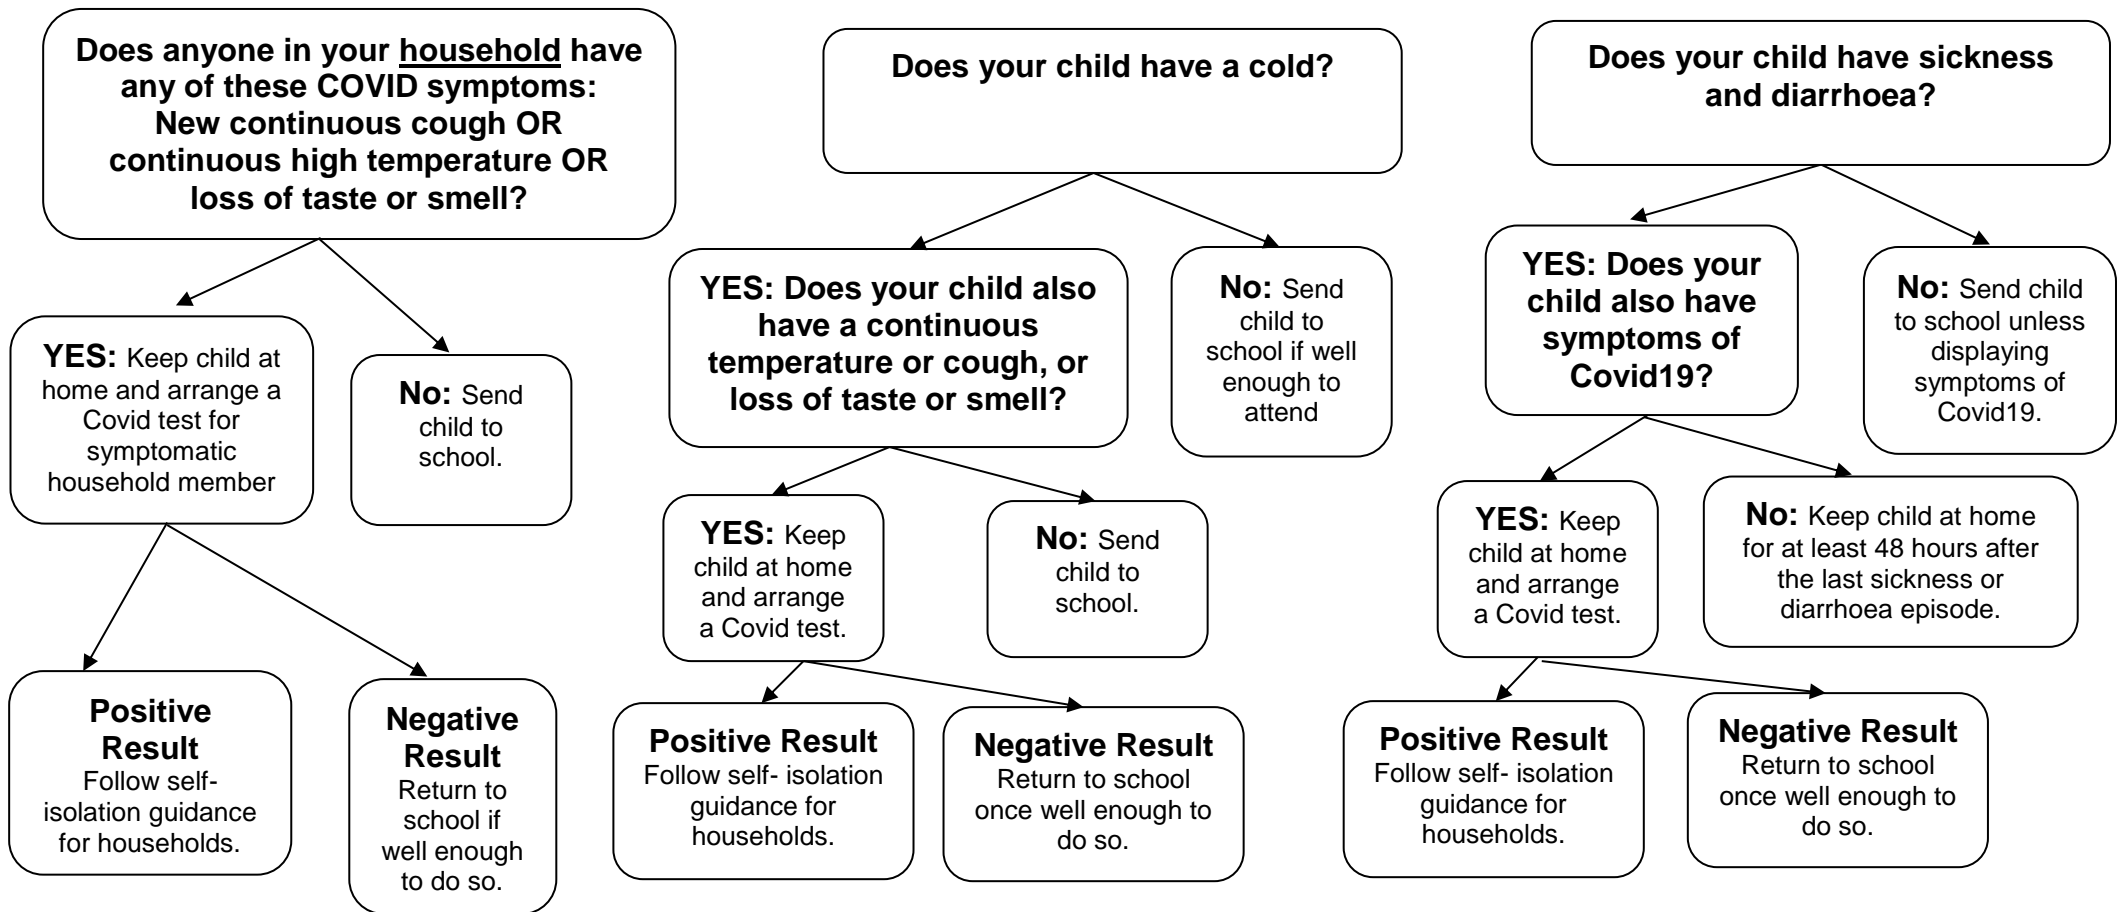 Does anyone in your household have
any of these COVID symptoms:
New continuous cough OR
continuous high temperature OR
loss of taste or smell?
YES: Keep child at
home and arrange a
Covid test for
symptomatic
household member
No: Send
child to
school.
Positive
Result
Follow self-
isolation guidance
for households.
Negative
Result
Return to
school if
well enough
to do so.
Does your child have a cold?
YES: Does your child also
have a continuous
temperature or cough, or
loss of taste or smell?
No: Send
child to
school if well
enough to
attend
YES: Keep
child at home
and arrange
a Covid test.
No: Send
child to
school.
Positive Result
Follow self- isolation
guidance for
households.
Negative Result
Return to school
once well enough to
do so.
Does your child have sickness
and diarrhoea?
YES: Does your
child also have
symptoms of
Covid19?
No: Send child
to school unless
displaying
symptoms of
Covid19.
YES: Keep
child at home
and arrange
a Covid test.
No: Keep child at home
for at least 48 hours after
the last sickness or
diarrhoea episode.
Positive Result
Follow self- isolation
guidance for
households.
Negative Result
Return to school
once well enough to
do so.